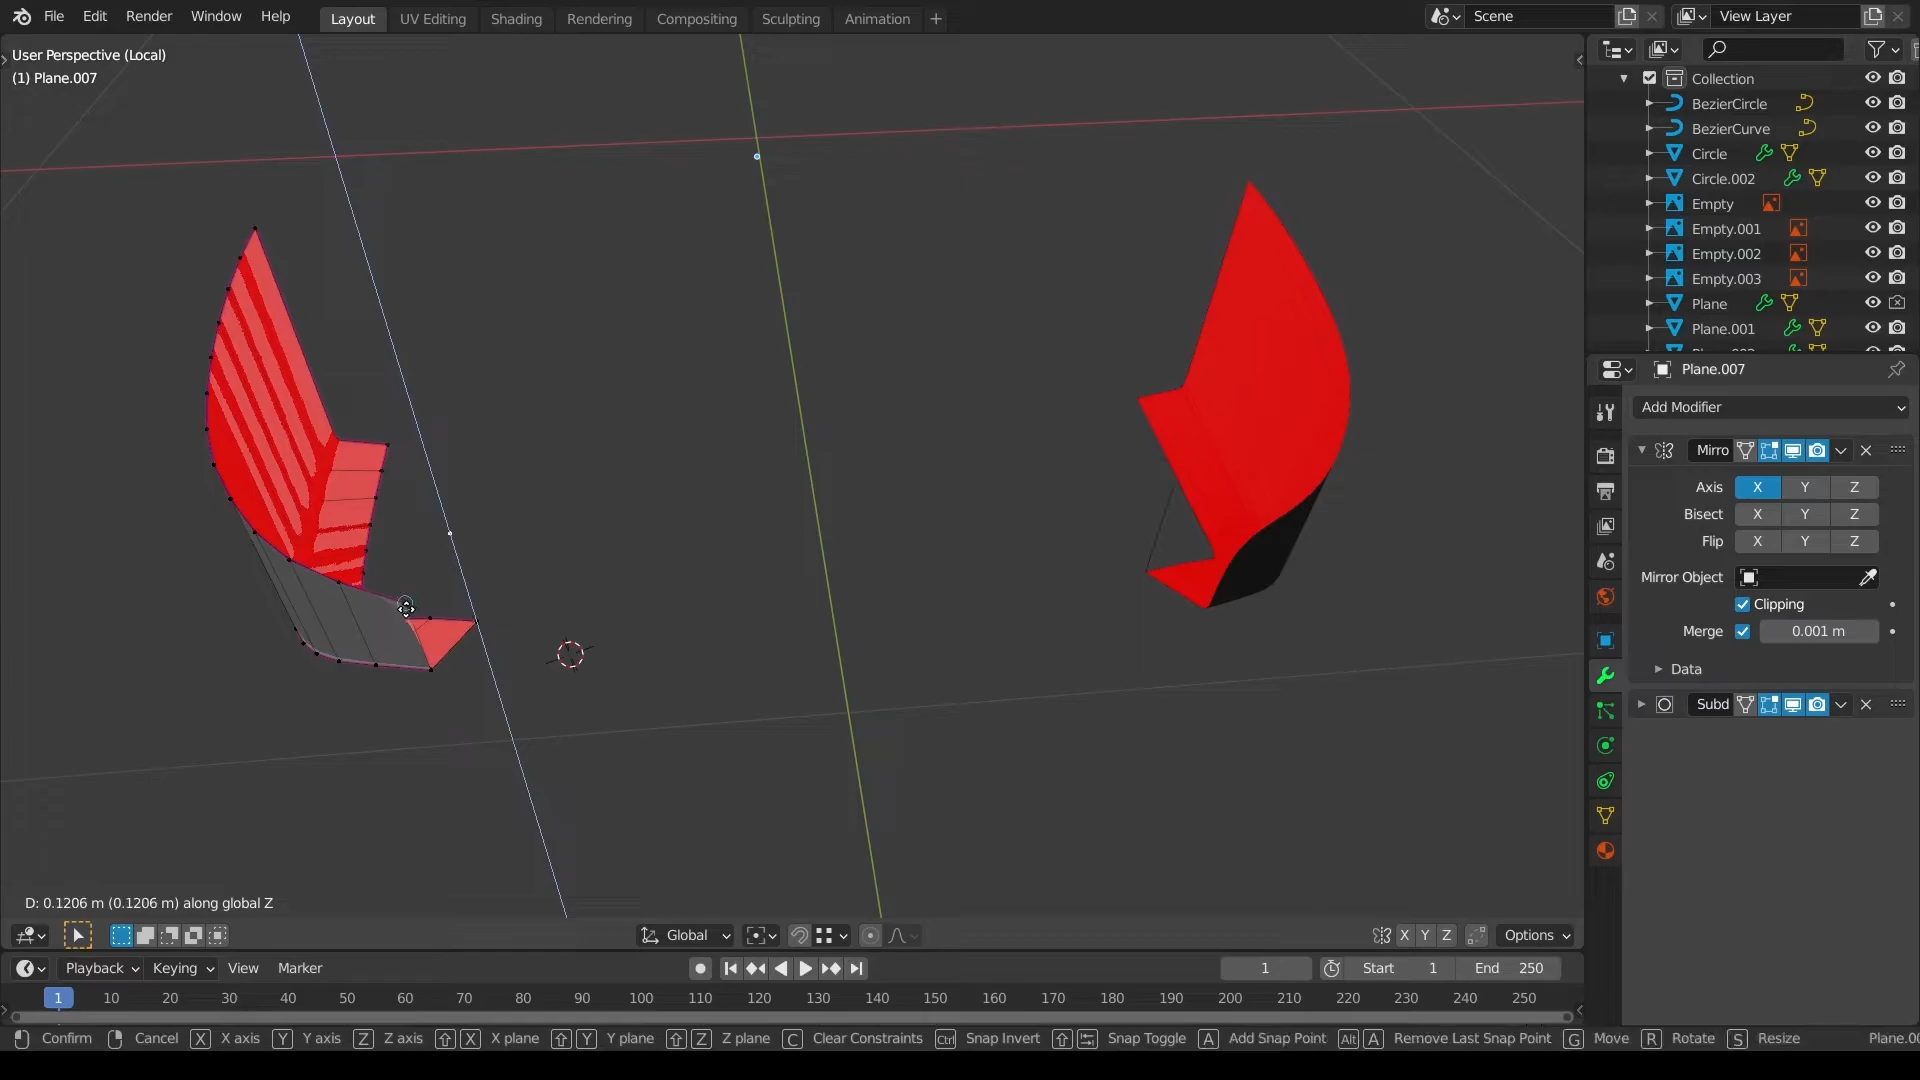 File Edit Render Window Help Layout UV Editing Shading Rendering Compositing Sculpting Animation + Scene View Layer
User Perspective (Local)
(1) Plane.007
Collection
BezierCircle
BezierCurve
Circle
Circle.002
Empty
Empty.001
Empty.002
Empty.003
Plane
Plane.001
Plane.007
Add Modifier
Mirro
Axis X Y Z
Bisect X Y Z
Flip X Y Z
Mirror Object
Clipping
Merge 0.001 m
Data
Subd
D: 0.1206 m (0.1206 m) along global Z
Global X Y Z Options
Playback Keying View Marker 1 Start 1 End 250
1 10 20 30 40 50 60 70 80 90 100 110 120 130 140 150 160 170 180 190 200 210 220 230 240 250
Confirm Cancel X X axis Y Y axis Z Z axis X X plane Y Y plane Z Z plane C Clear Constraints Ctrl Snap Invert Snap Toggle A Add Snap Point Alt A Remove Last Snap Point G Move R Rotate S Resize Plane.00